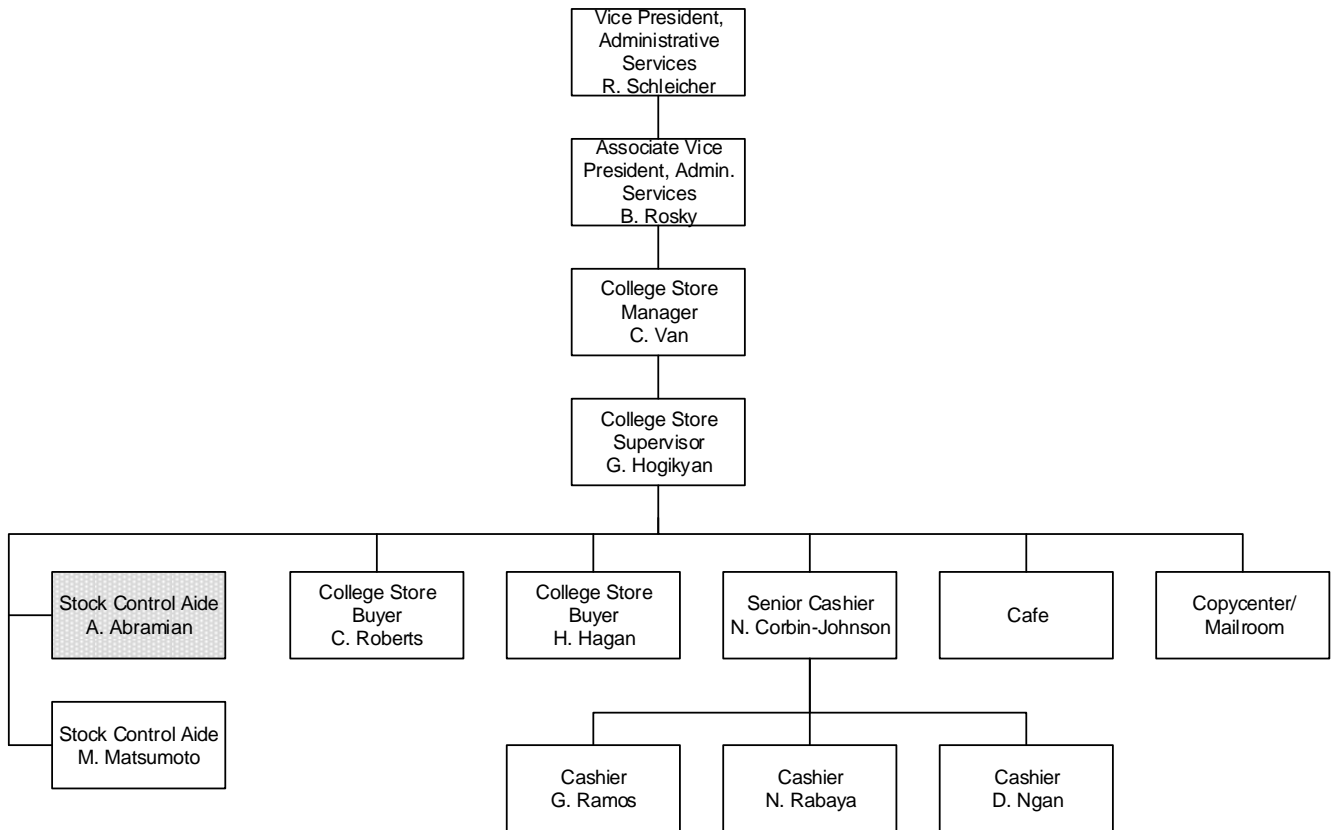 Vice President,
Administrative
Services
R. Schleicher
Associate Vice
President, Admin.
Services
B. Rosky
College Store
Manager
C. Van
College Store
Supervisor
G. Hogikyan
Stock Control Aide
A. Abramian
College Store
Buyer
C. Roberts
College Store
Buyer
H. Hagan
Senior Cashier
N. Corbin-Johnson
Cafe
Copycenter/
Mailroom
Stock Control Aide
M. Matsumoto
Cashier
G. Ramos
Cashier
N. Rabaya
Cashier
D. Ngan